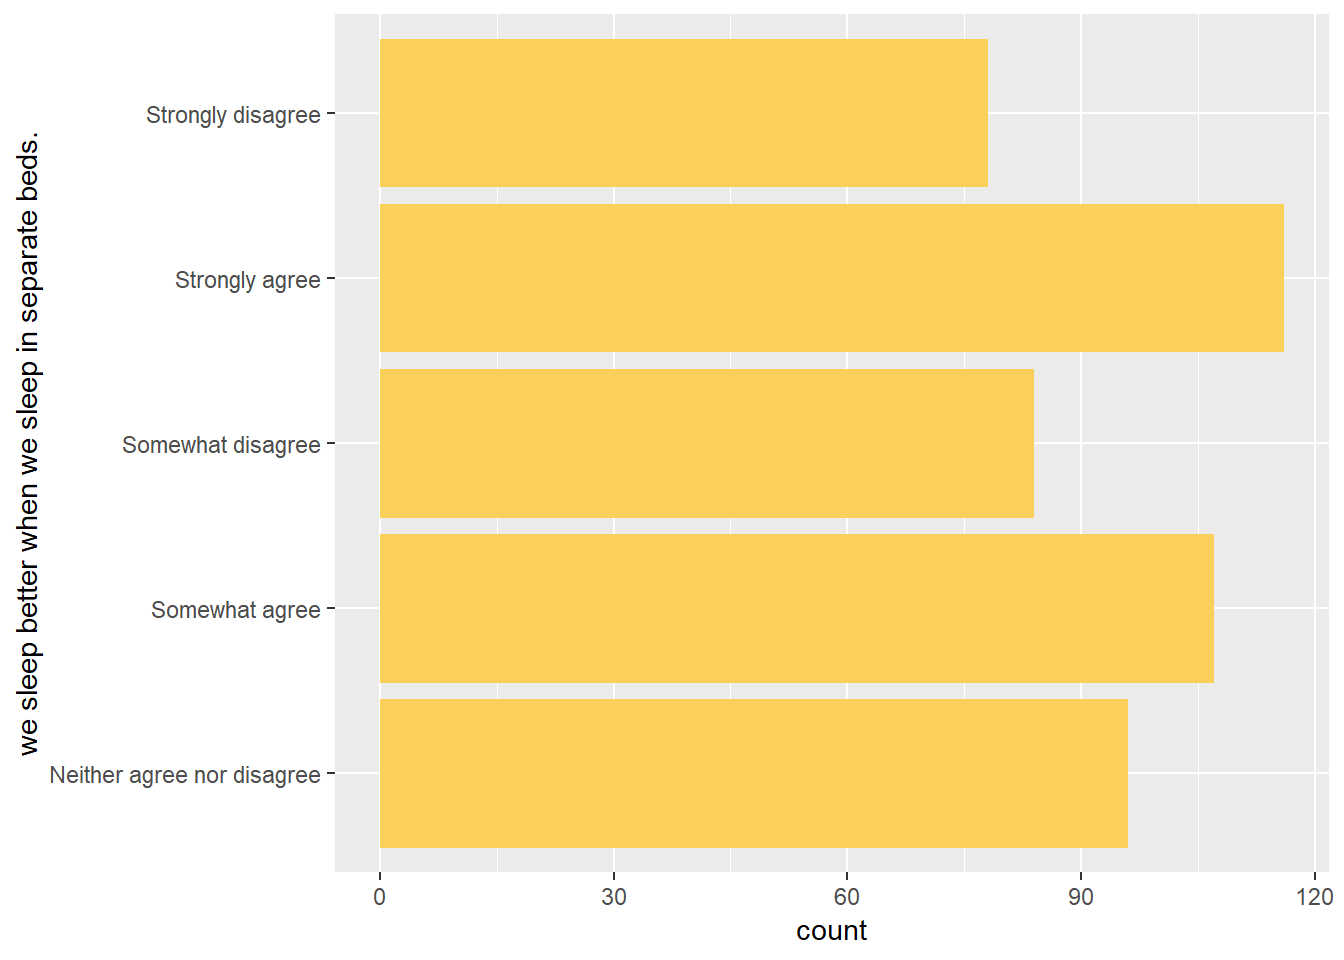 we sleep better when we sleep in separate beds.
Strongly disagree
Strongly agree
Somewhat disagree
Somewhat agree
Neither agree nor disagree
0 30 60 90 120
count